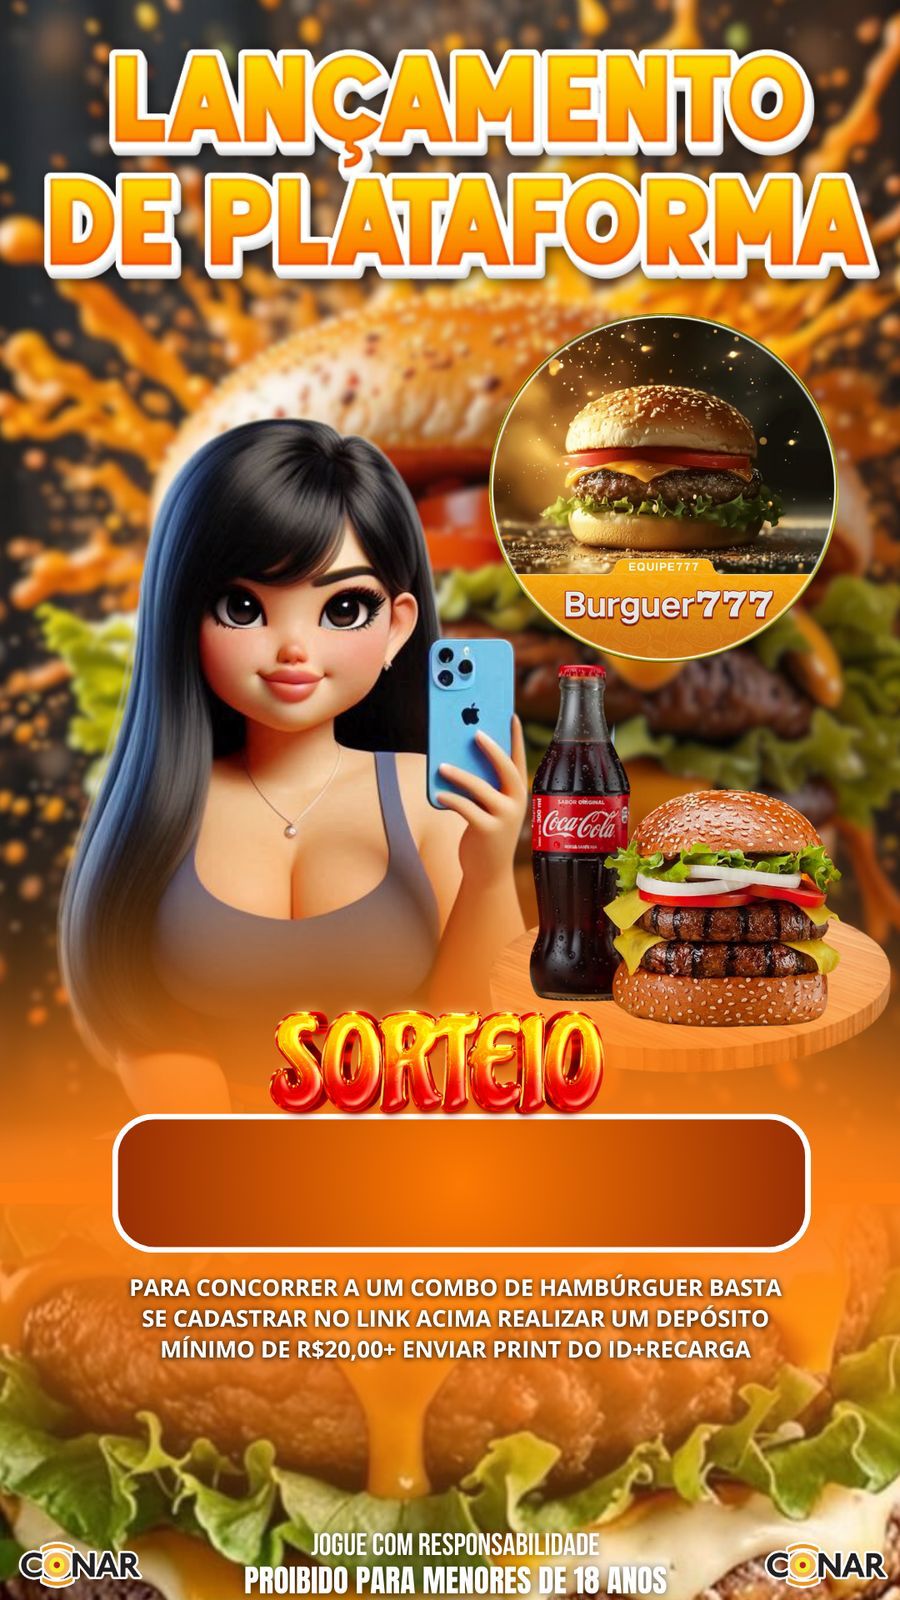 LANÇAMENTO
DE PLATAFORMA
EQUIPE777
Burguer777
SABOR ORIGINAL
Coca-Cola
SORTEIO
PARA CONCORRER A UM COMBO DE HAMBÚRGUER BASTA
SE CADASTRAR NO LINK ACIMA REALIZAR UM DEPÓSITO
MÍNIMO DE R$20,00+ ENVIAR PRINT DO ID+RECARGA
JOGUE COM RESPONSABILIDADE
PROIBIDO PARA MENORES DE 18 ANOS
CONAR
CONAR